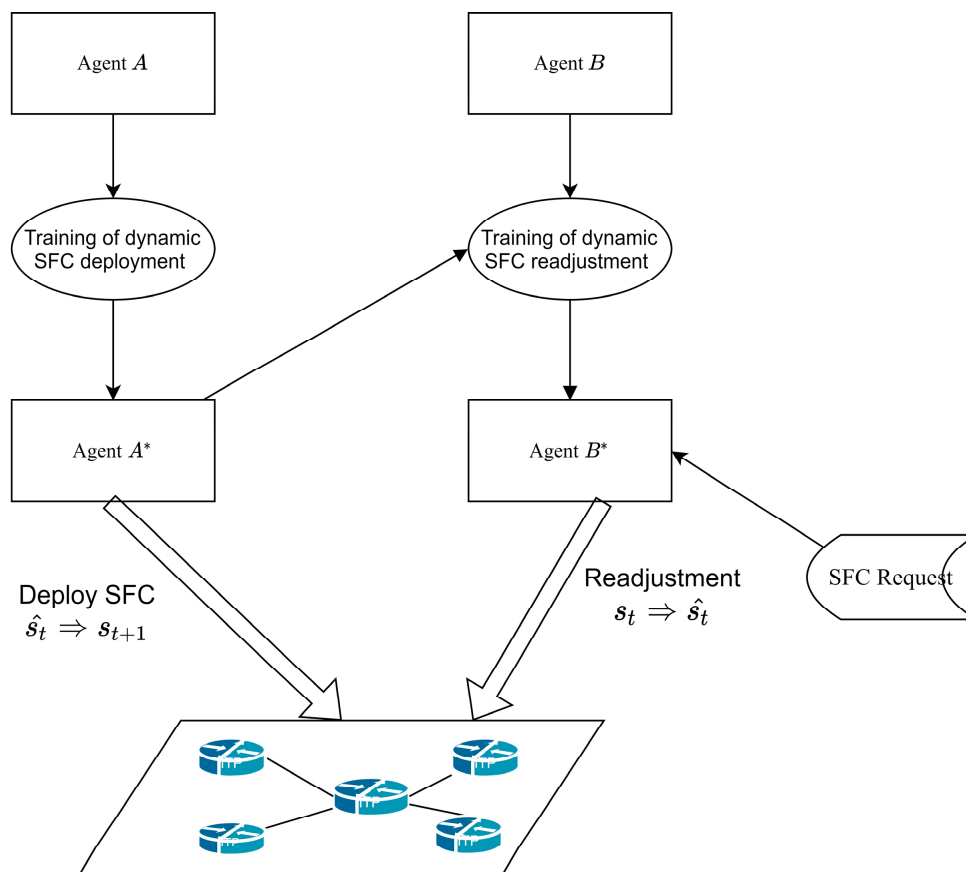 Agent A
Agent B
Training of dynamic
SFC deployment
Training of dynamic
SFC readjustment
Agent A*
Agent B*
SFC Request
Deploy SFC
ŝ_t ⇒ s_{t+1}
Readjustment
s_t ⇒ ŝ_t